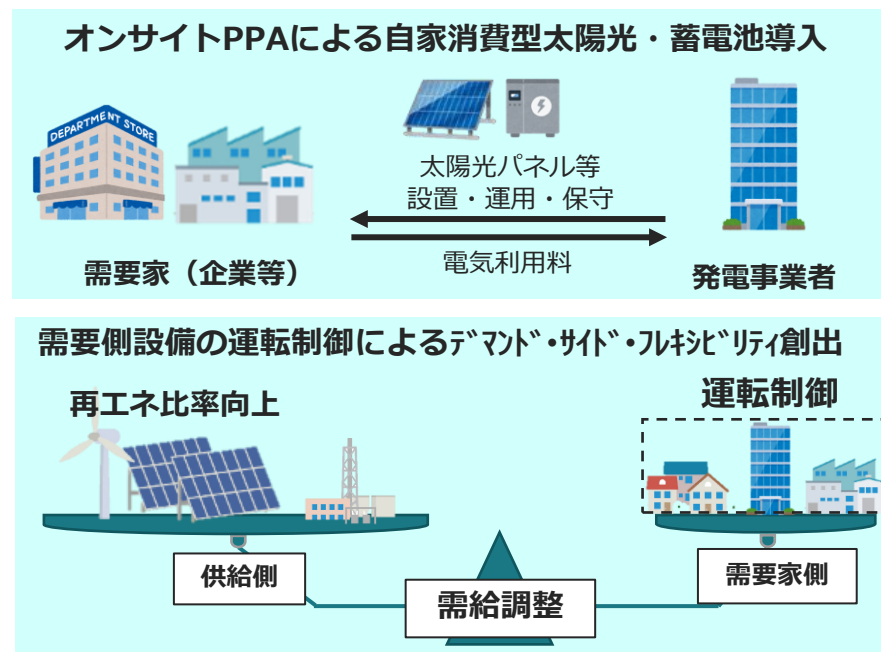 オンサイトPPAによる自家消費型太陽光・蓄電池導入
DEPARTMENT STORE
太陽光パネル等
設置・運用・保守
電気利用料
需要家（企業等）
発電事業者
需要側設備の運転制御によるﾃﾞﾏﾝﾄﾞ・ｻｲﾄﾞ・ﾌﾚｷｼﾋﾞﾘﾃｨ創出
再エネ比率向上
運転制御
供給側
需要家側
需給調整